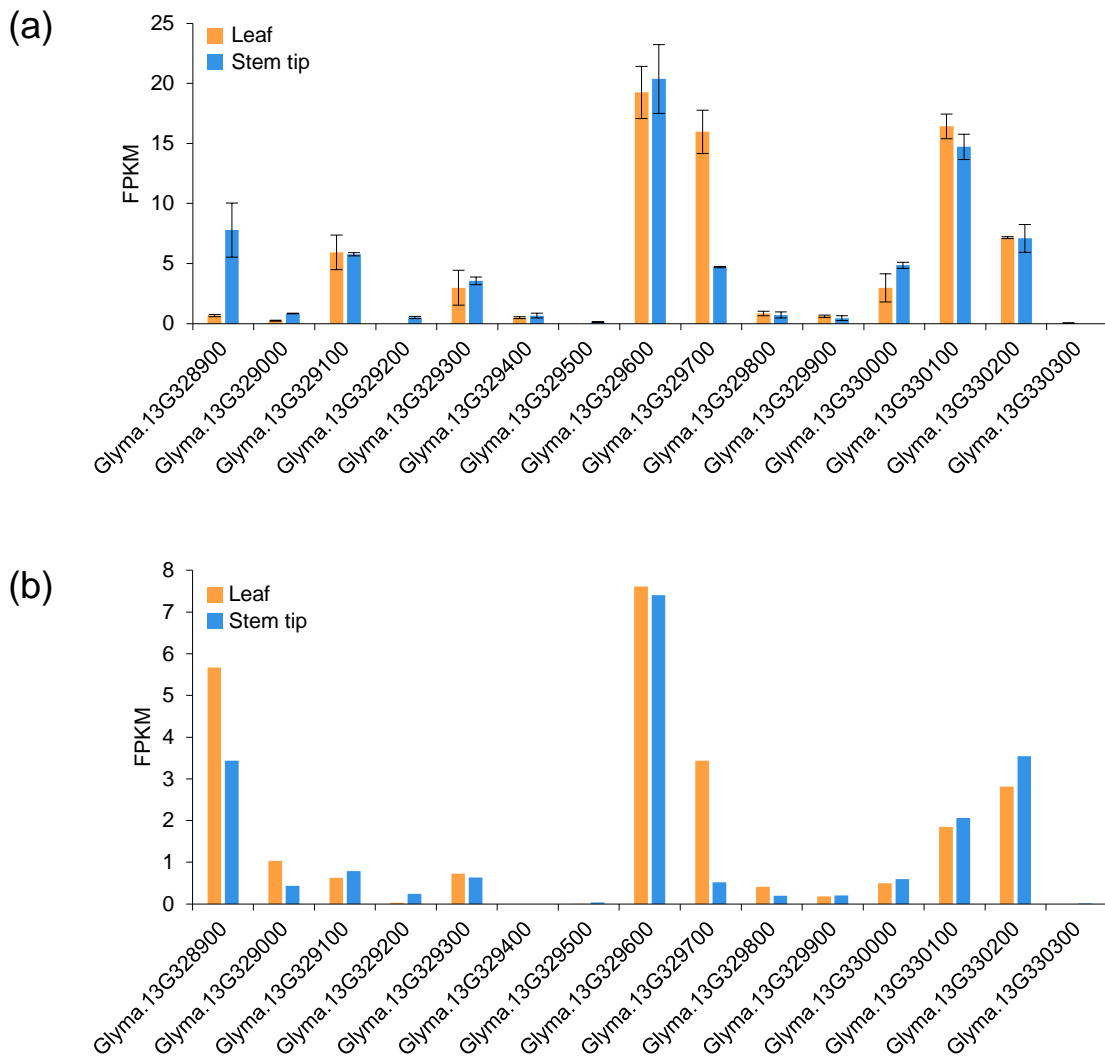 (a)
Leaf
Stem tip
FPKM
25
20
15
10
5
0
Glyma.13G328900
Glyma.13G329000
Glyma.13G329100
Glyma.13G329200
Glyma.13G329300
Glyma.13G329400
Glyma.13G329500
Glyma.13G329600
Glyma.13G329700
Glyma.13G329800
Glyma.13G329900
Glyma.13G330000
Glyma.13G330100
Glyma.13G330200
Glyma.13G330300
(b)
Leaf
Stem tip
FPKM
8
7
6
5
4
3
2
1
0
Glyma.13G328900
Glyma.13G329000
Glyma.13G329100
Glyma.13G329200
Glyma.13G329300
Glyma.13G329400
Glyma.13G329500
Glyma.13G329600
Glyma.13G329700
Glyma.13G329800
Glyma.13G329900
Glyma.13G330000
Glyma.13G330100
Glyma.13G330200
Glyma.13G330300